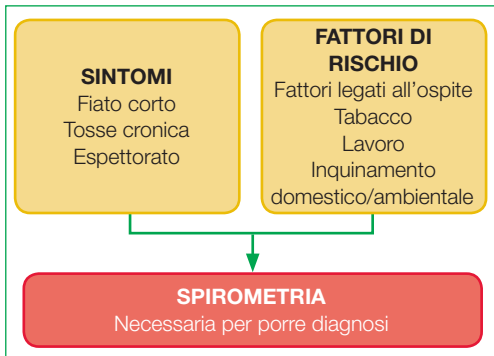 SINTOMI
Fiato corto
Tosse cronica
Espettorato
FATTORI DI
RISCHIO
Fattori legati all'ospite
Tabacco
Lavoro
Inquinamento
domestico/ambientale
SPIROMETRIA
Necessaria per porre diagnosi